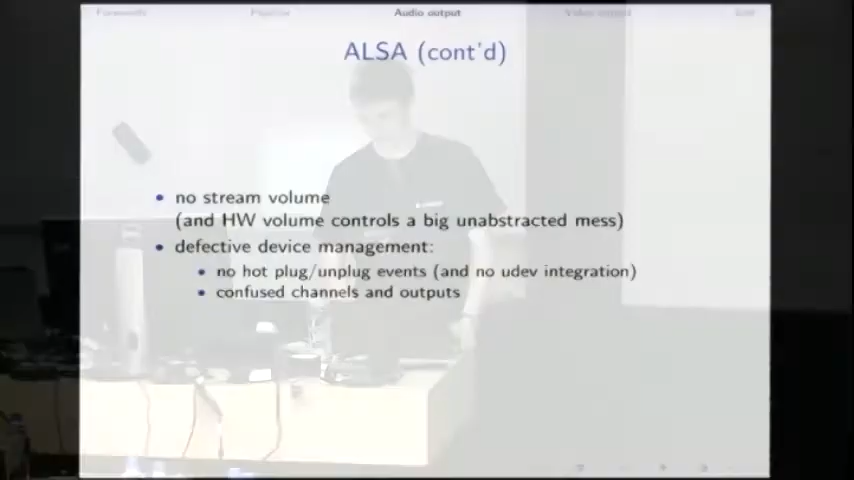 Audio output
ALSA (cont'd)
• no stream volume
(and HW volume controls a big unabstracted mess)
• defective device management:
• no hot plug/unplug events (and no udev integration)
• confused channels and outputs